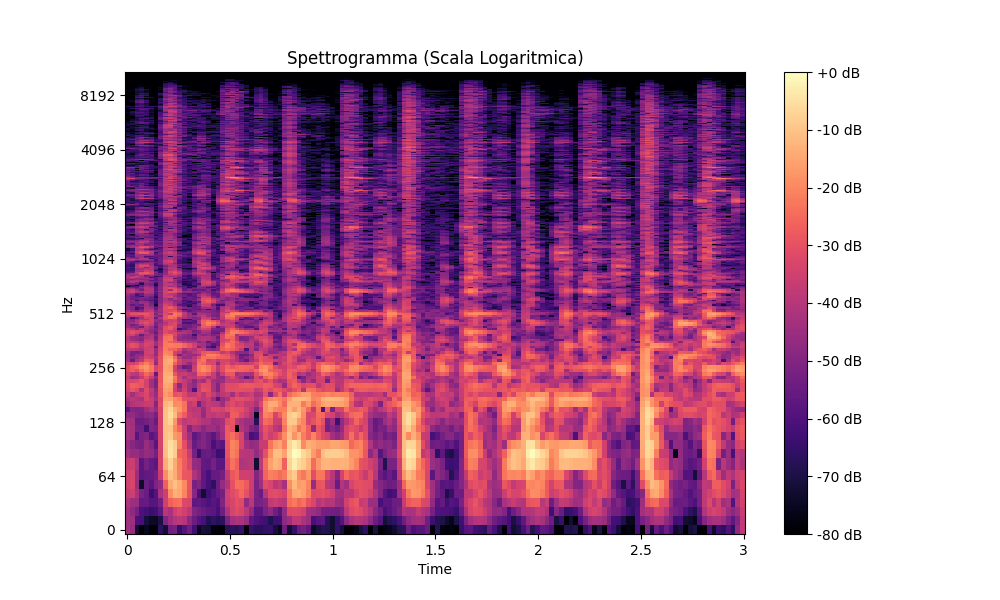 Spettrogramma (Scala Logaritmica)
Hz
8192
4096
2048
1024
512
256
128
64
0
0
0.5
1
1.5
2
2.5
3
Time
+0 dB
-10 dB
-20 dB
-30 dB
-40 dB
-50 dB
-60 dB
-70 dB
-80 dB